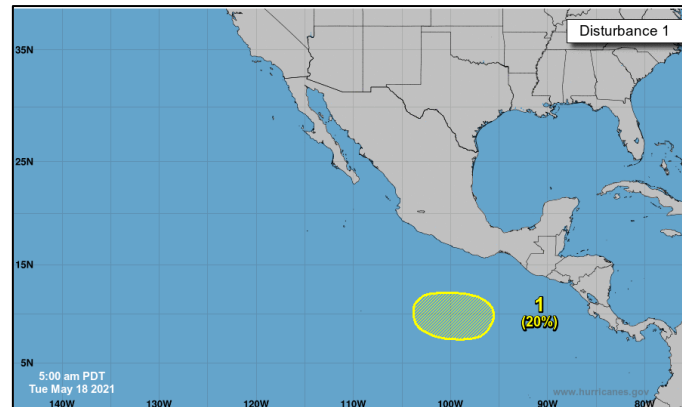 Disturbance 1
35N
25N
15N
5N
1
(20%)
5:00 am PDT
Tue May 18 2021
www.hurricanes.gov
140W
130W
120W
110W
100W
90W
80W